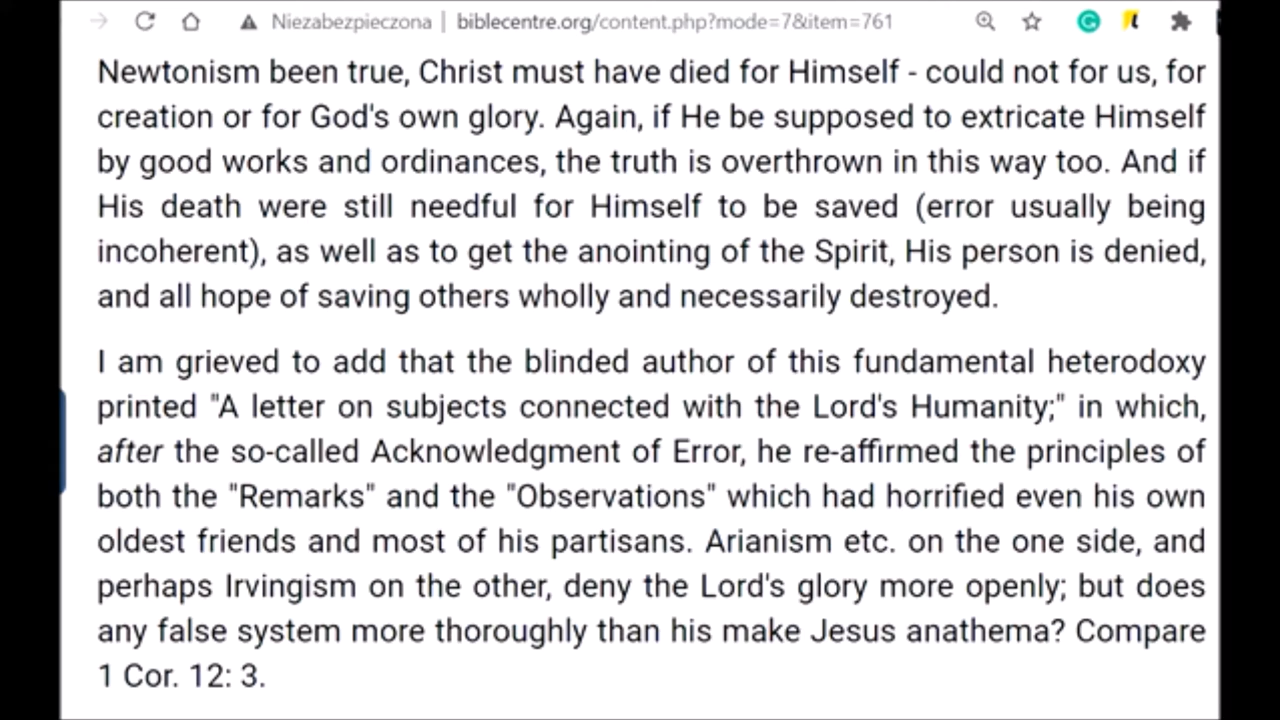 Niezabezpieczona | biblecentre.org/content.php?mode=7&item=761
Newtonism been true, Christ must have died for Himself - could not for us, for
creation or for God's own glory. Again, if He be supposed to extricate Himself
by good works and ordinances, the truth is overthrown in this way too. And if
His death were still needful for Himself to be saved (error usually being
incoherent), as well as to get the anointing of the Spirit, His person is denied,
and all hope of saving others wholly and necessarily destroyed.
I am grieved to add that the blinded author of this fundamental heterodoxy
printed "A letter on subjects connected with the Lord's Humanity;" in which,
after the so-called Acknowledgment of Error, he re-affirmed the principles of
both the "Remarks" and the "Observations" which had horrified even his own
oldest friends and most of his partisans. Arianism etc. on the one side, and
perhaps Irvingism on the other, deny the Lord's glory more openly; but does
any false system more thoroughly than his make Jesus anathema? Compare
1 Cor. 12: 3.